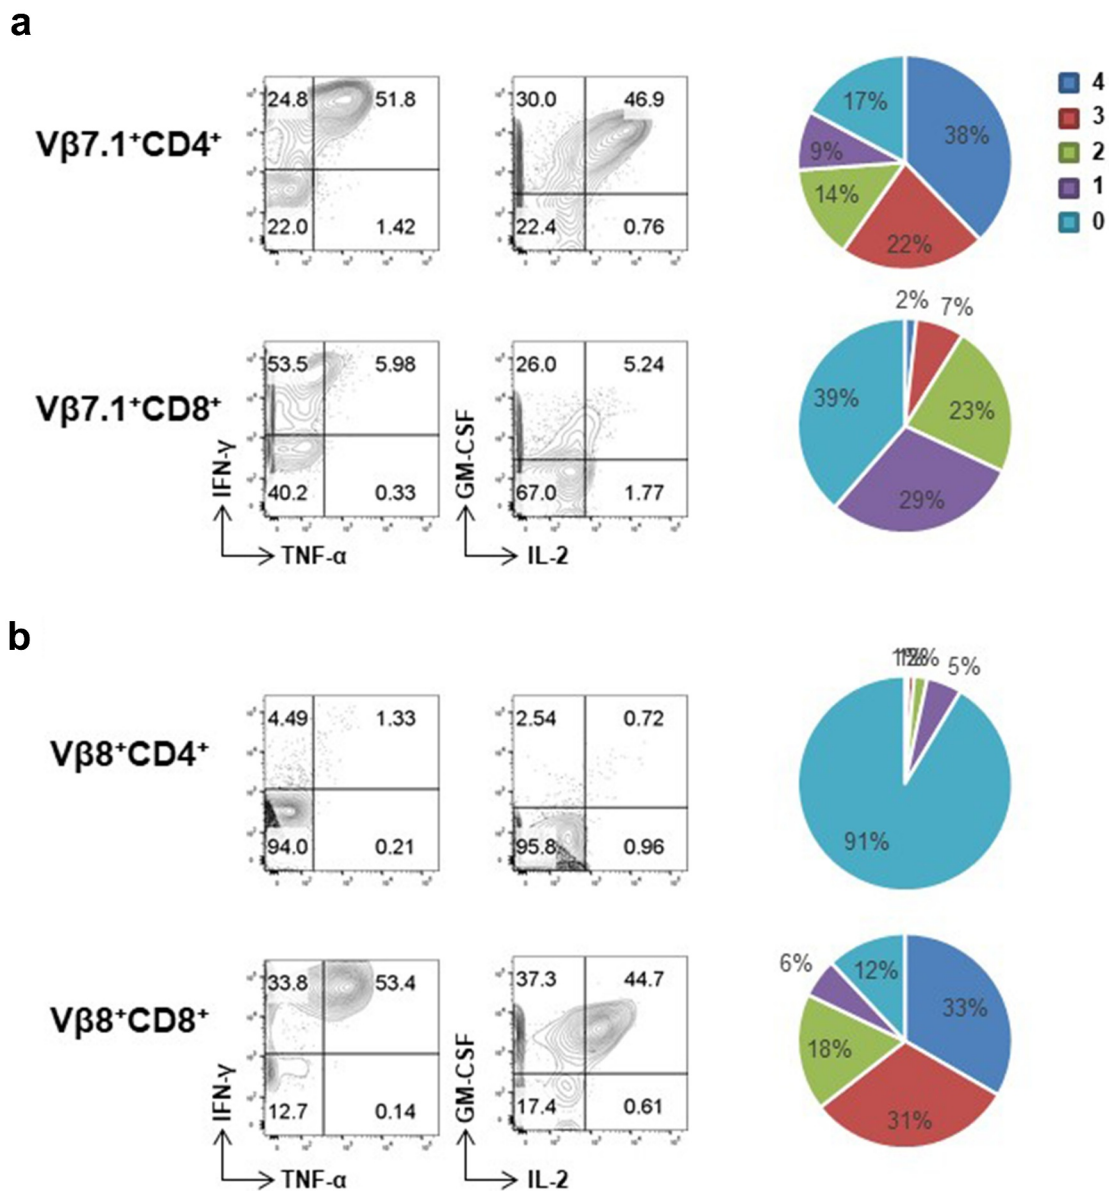 a
Vβ7.1⁺CD4⁺
24.8 51.8
22.0 1.42
30.0 46.9
22.4 0.76
38%
22%
14%
9%
17%
4
3
2
1
0
Vβ7.1⁺CD8⁺
53.5 5.98
40.2 0.33
26.0 5.24
67.0 1.77
2% 7%
23%
29%
39%
IFN-γ
TNF-α
GM-CSF
IL-2
b
Vβ8⁺CD4⁺
4.49 1.33
94.0 0.21
2.54 0.72
95.8 0.96
5%
91%
Vβ8⁺CD8⁺
33.8 53.4
12.7 0.14
37.3 44.7
17.4 0.61
33%
31%
18%
6%
12%
IFN-γ
TNF-α
GM-CSF
IL-2